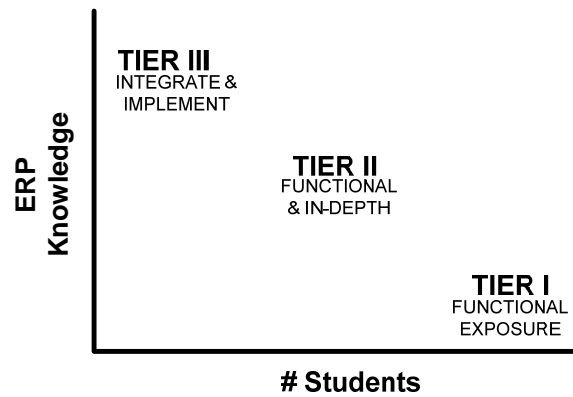 TIER III
INTEGRATE &
IMPLEMENT
TIER II
FUNCTIONAL
& IN-DEPTH
TIER I
FUNCTIONAL
EXPOSURE
ERP
Knowledge
# Students